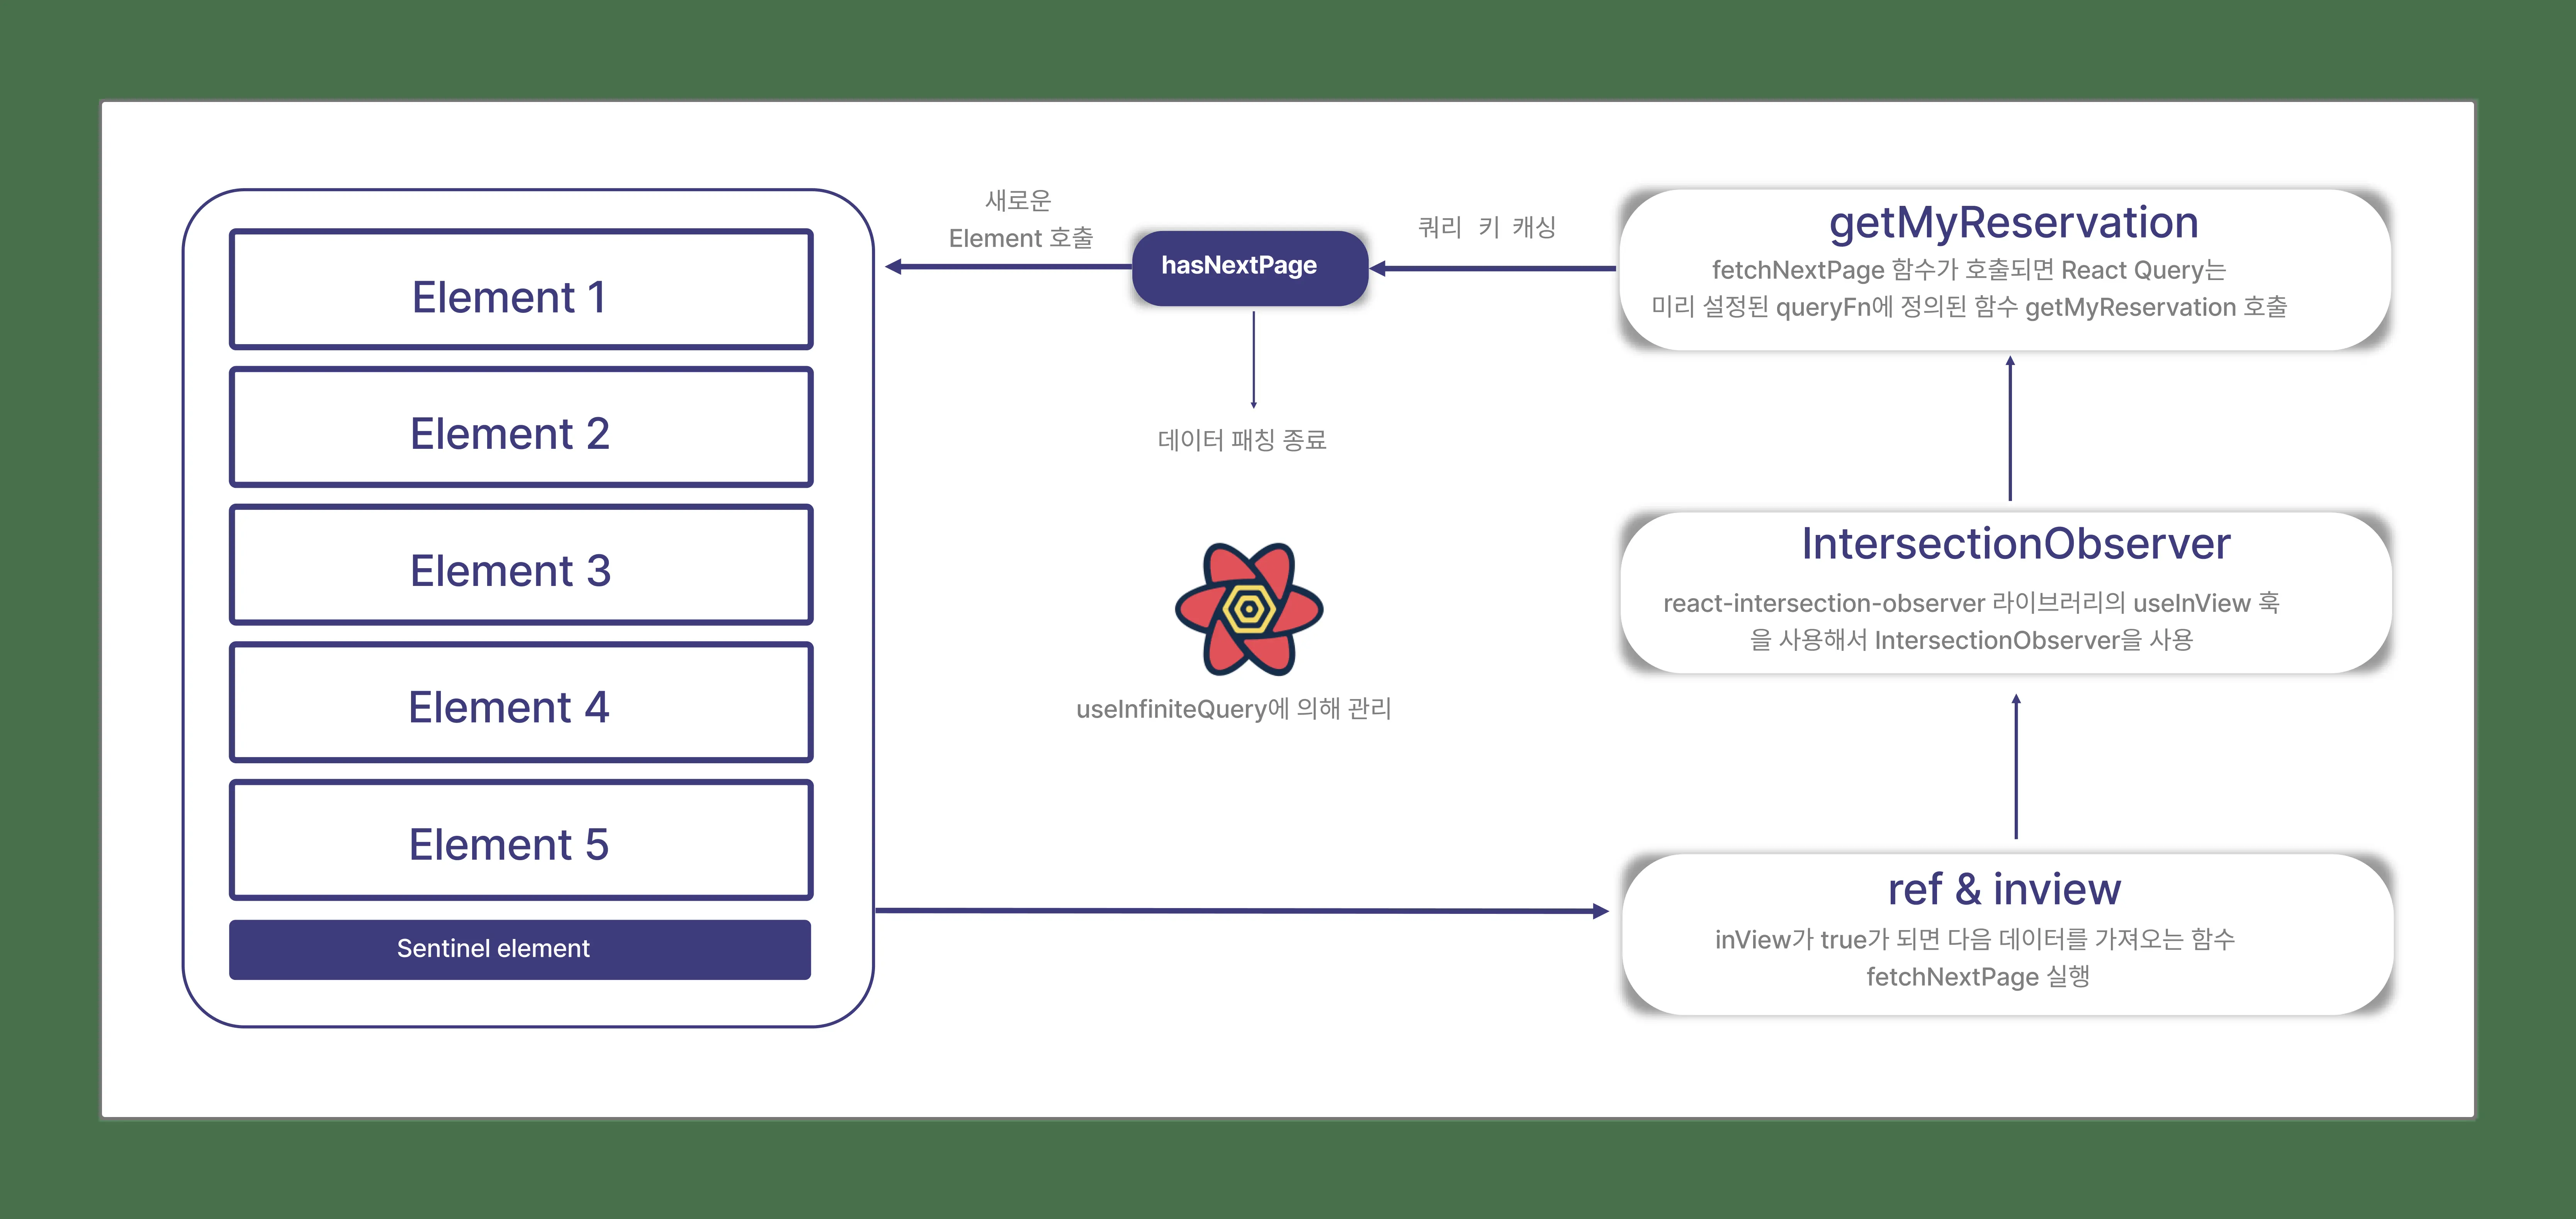 Element 1
Element 2
Element 3
Element 4
Element 5
Sentinel element
새로운
Element 호출
hasNextPage
쿼리 키 캐싱
데이터 패칭 종료
useInfiniteQuery에 의해 관리
getMyReservation
fetchNextPage 함수가 호출되면 React Query는
미리 설정된 queryFn에 정의된 함수 getMyReservation 호출
IntersectionObserver
react-intersection-observer 라이브러리의 useInView 훅
을 사용해서 IntersectionObserver을 사용
ref & inview
inView가 true가 되면 다음 데이터를 가져오는 함수
fetchNextPage 실행